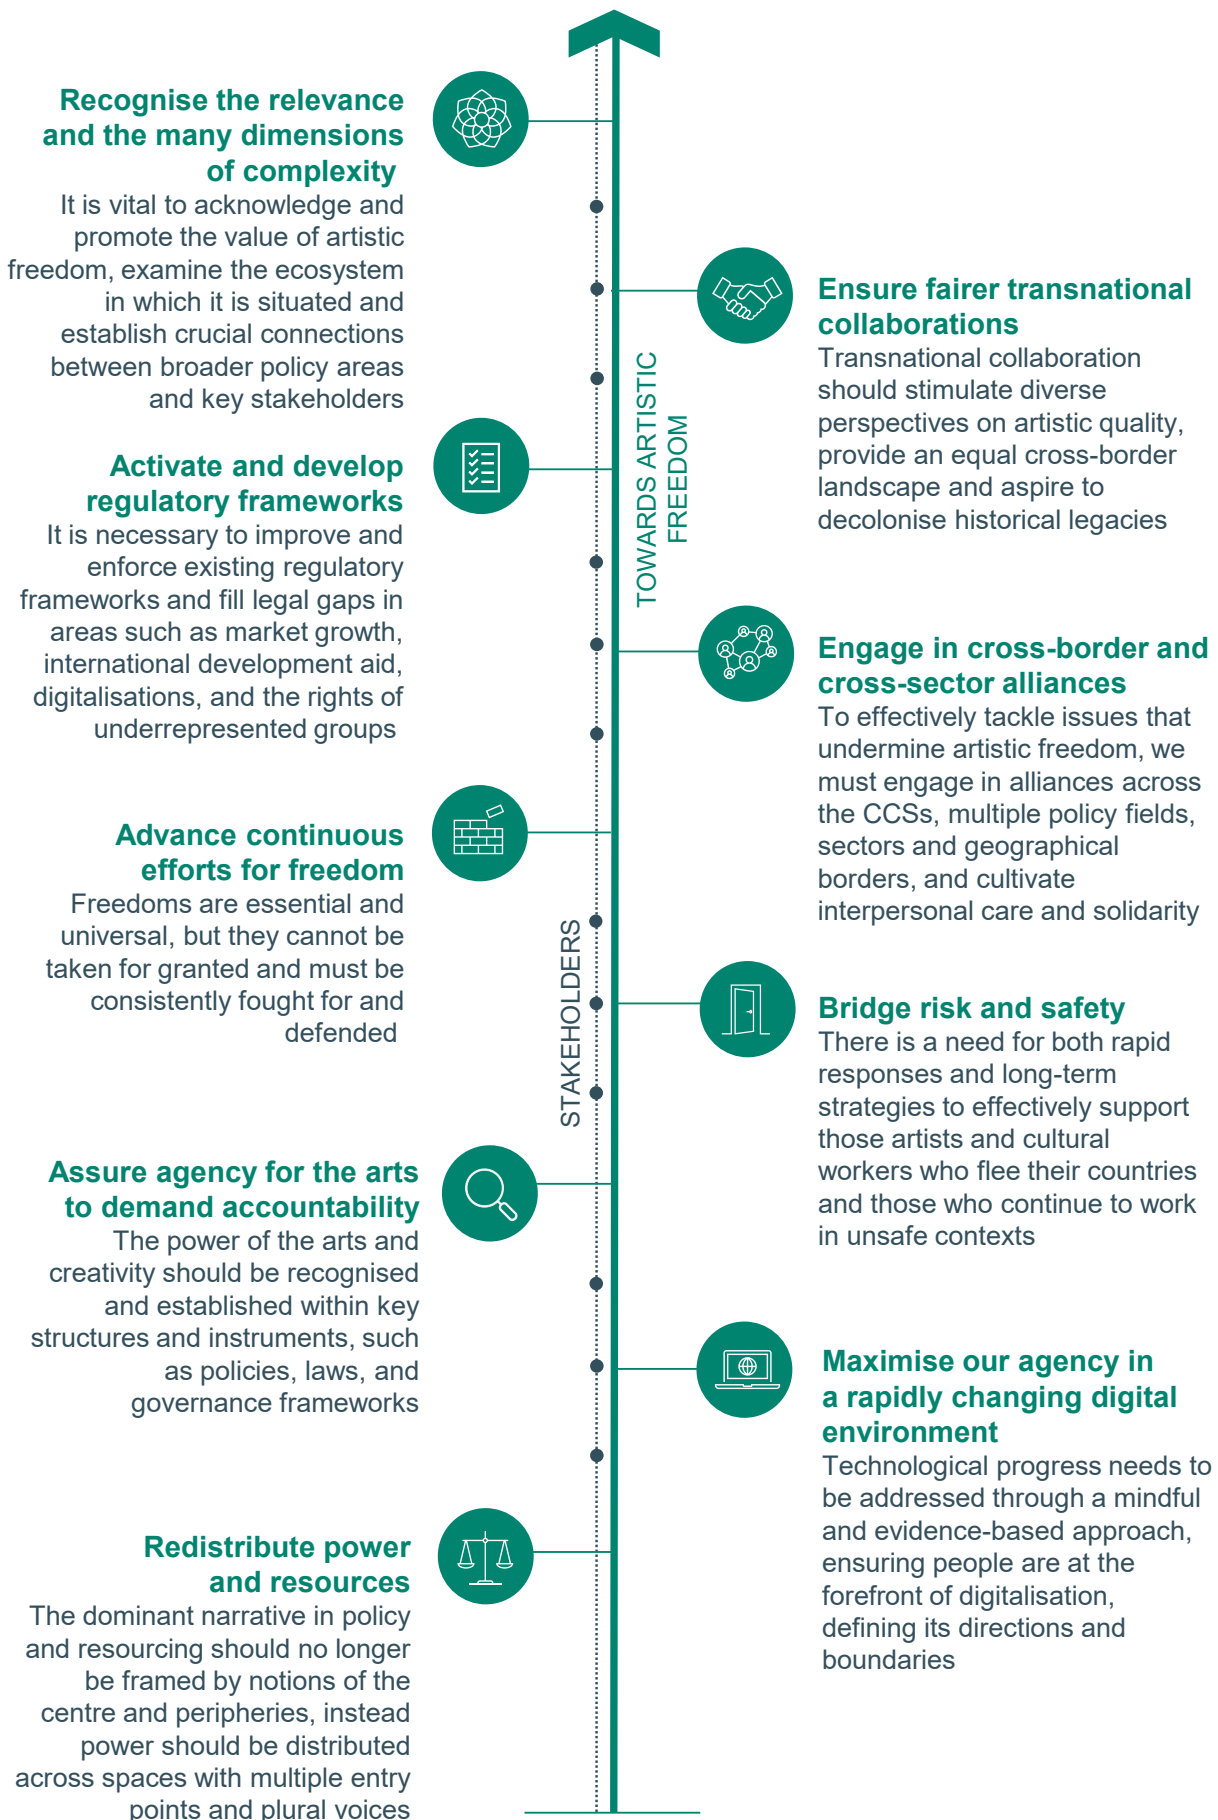 Recognise the relevance
and the many dimensions
of complexity
It is vital to acknowledge and
promote the value of artistic
freedom, examine the ecosystem
in which it is situated and
establish crucial connections
between broader policy areas
and key stakeholders
Activate and develop
regulatory frameworks
It is necessary to improve and
enforce existing regulatory
frameworks and fill legal gaps in
areas such as market growth,
international development aid,
digitalisations, and the rights of
underrepresented groups
Advance continuous
efforts for freedom
Freedoms are essential and
universal, but they cannot be
taken for granted and must be
consistently fought for and
defended
Assure agency for the arts
to demand accountability
The power of the arts and
creativity should be recognised
and established within key
structures and instruments, such
as policies, laws, and
governance frameworks
Redistribute power
and resources
The dominant narrative in policy
and resourcing should no longer
be framed by notions of the
centre and peripheries, instead
power should be distributed
across spaces with multiple entry
points and plural voices
STAKEHOLDERS
TOWARDS ARTISTIC
FREEDOM
Ensure fairer transnational
collaborations
Transnational collaboration
should stimulate diverse
perspectives on artistic quality,
provide an equal cross-border
landscape and aspire to
decolonise historical legacies
Engage in cross-border and
cross-sector alliances
To effectively tackle issues that
undermine artistic freedom, we
must engage in alliances across
the CCSs, multiple policy fields,
sectors and geographical
borders, and cultivate
interpersonal care and solidarity
Bridge risk and safety
There is a need for both rapid
responses and long-term
strategies to effectively support
those artists and cultural
workers who flee their countries
and those who continue to work
in unsafe contexts
Maximise our agency in
a rapidly changing digital
environment
Technological progress needs to
be addressed through a mindful
and evidence-based approach,
ensuring people are at the
forefront of digitalisation,
defining its directions and
boundaries